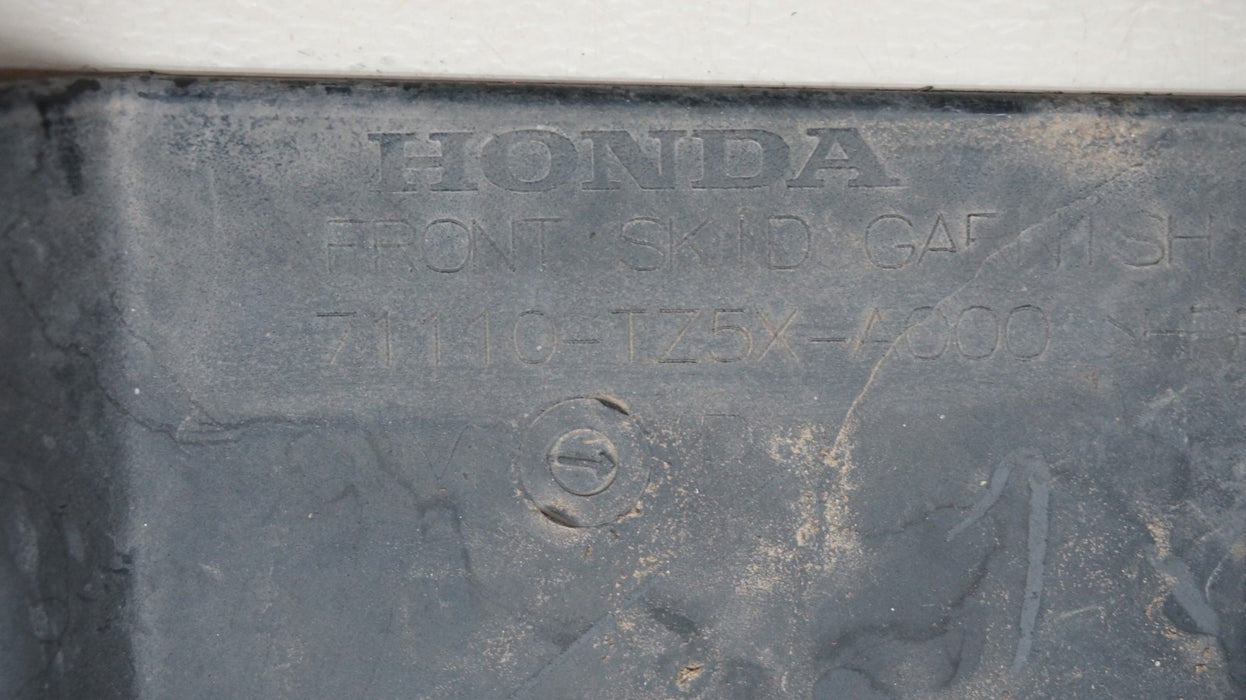 HONDA
FRONT SKID GARNISH
71110-TZ5X-A000